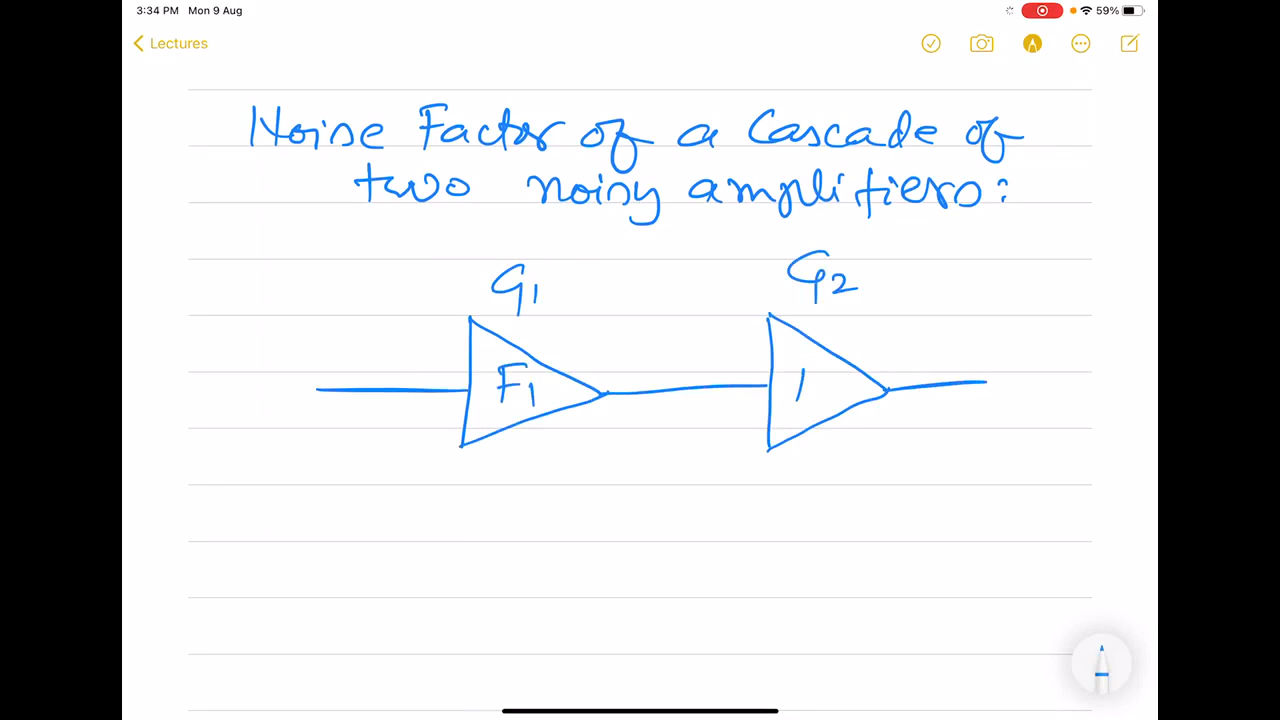 3:34 PM Mon 9 Aug 59%
Lectures
Noise Factor of a Cascade of
two noisy amplifiers:
G1 G2
F1 1